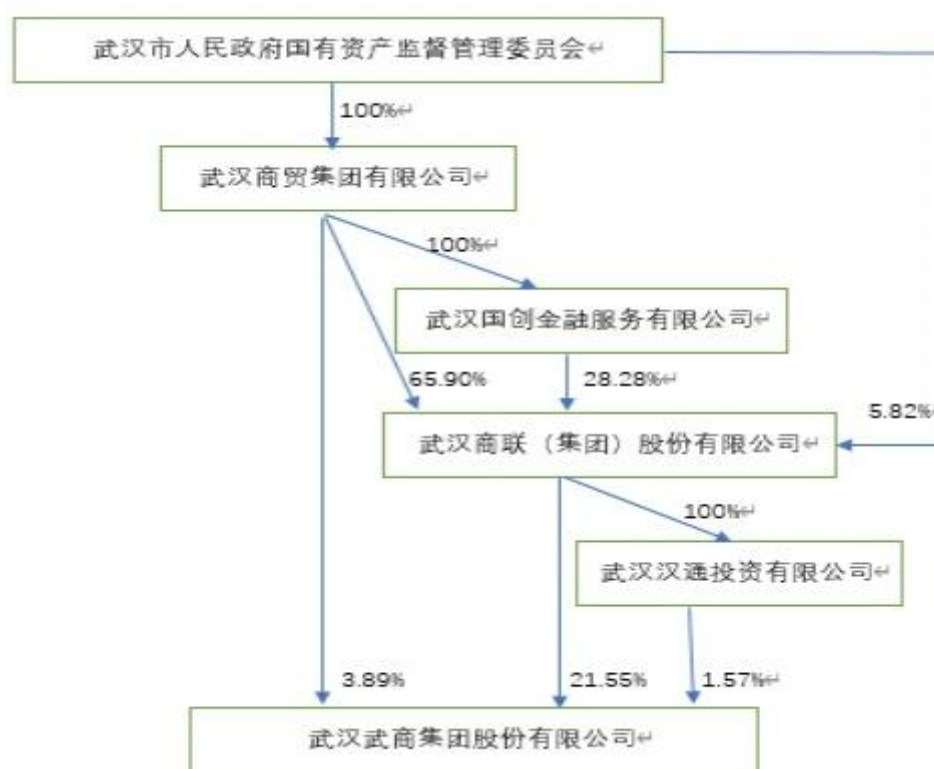 武汉市人民政府国有资产监督管理委员会↵
100%↵
武汉商贸集团有限公司↵
100%↵
武汉国创金融服务有限公司↵
65.90%
28.28%↵
5.82%
武汉商联（集团）股份有限公司↵
100%↵
武汉汉通投资有限公司↵
3.89%
21.55%
1.57%↵
武汉武商集团股份有限公司↵